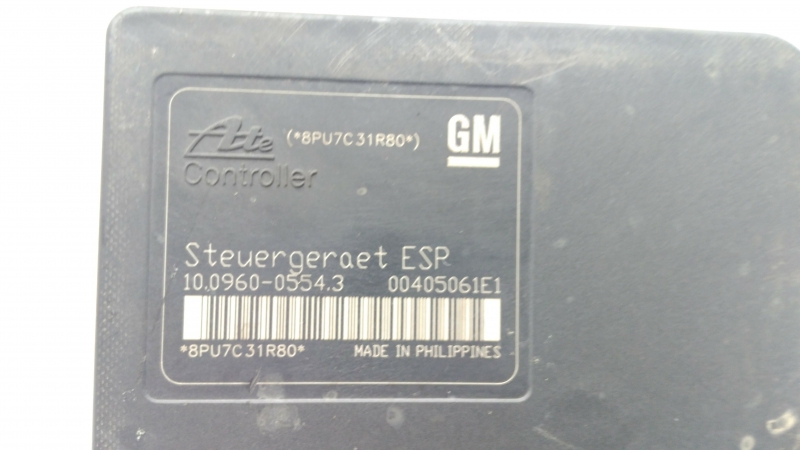 Ate (*8PU7C31R80*) GM
Controller
Steuergeraet ESP
10.0960-0554.3 00405061E1
*8PU7C31R80* MADE IN PHILIPPINES